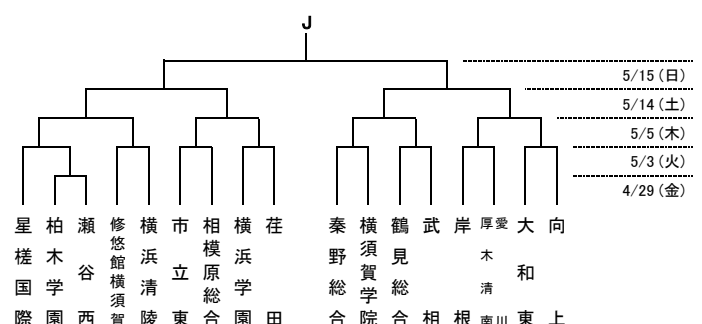 J
5/15(日)
5/14(土)
5/5(木)
5/3(火)
4/29(金)
星槎国際
柏木学園
瀬谷西
修悠館横須賀
横浜清陵
市立東
相模原総合
横浜学園
荏田
秦野総合
横須賀学院
鶴見総合
武相
岸根
厚木清南
愛川
大和東
向上